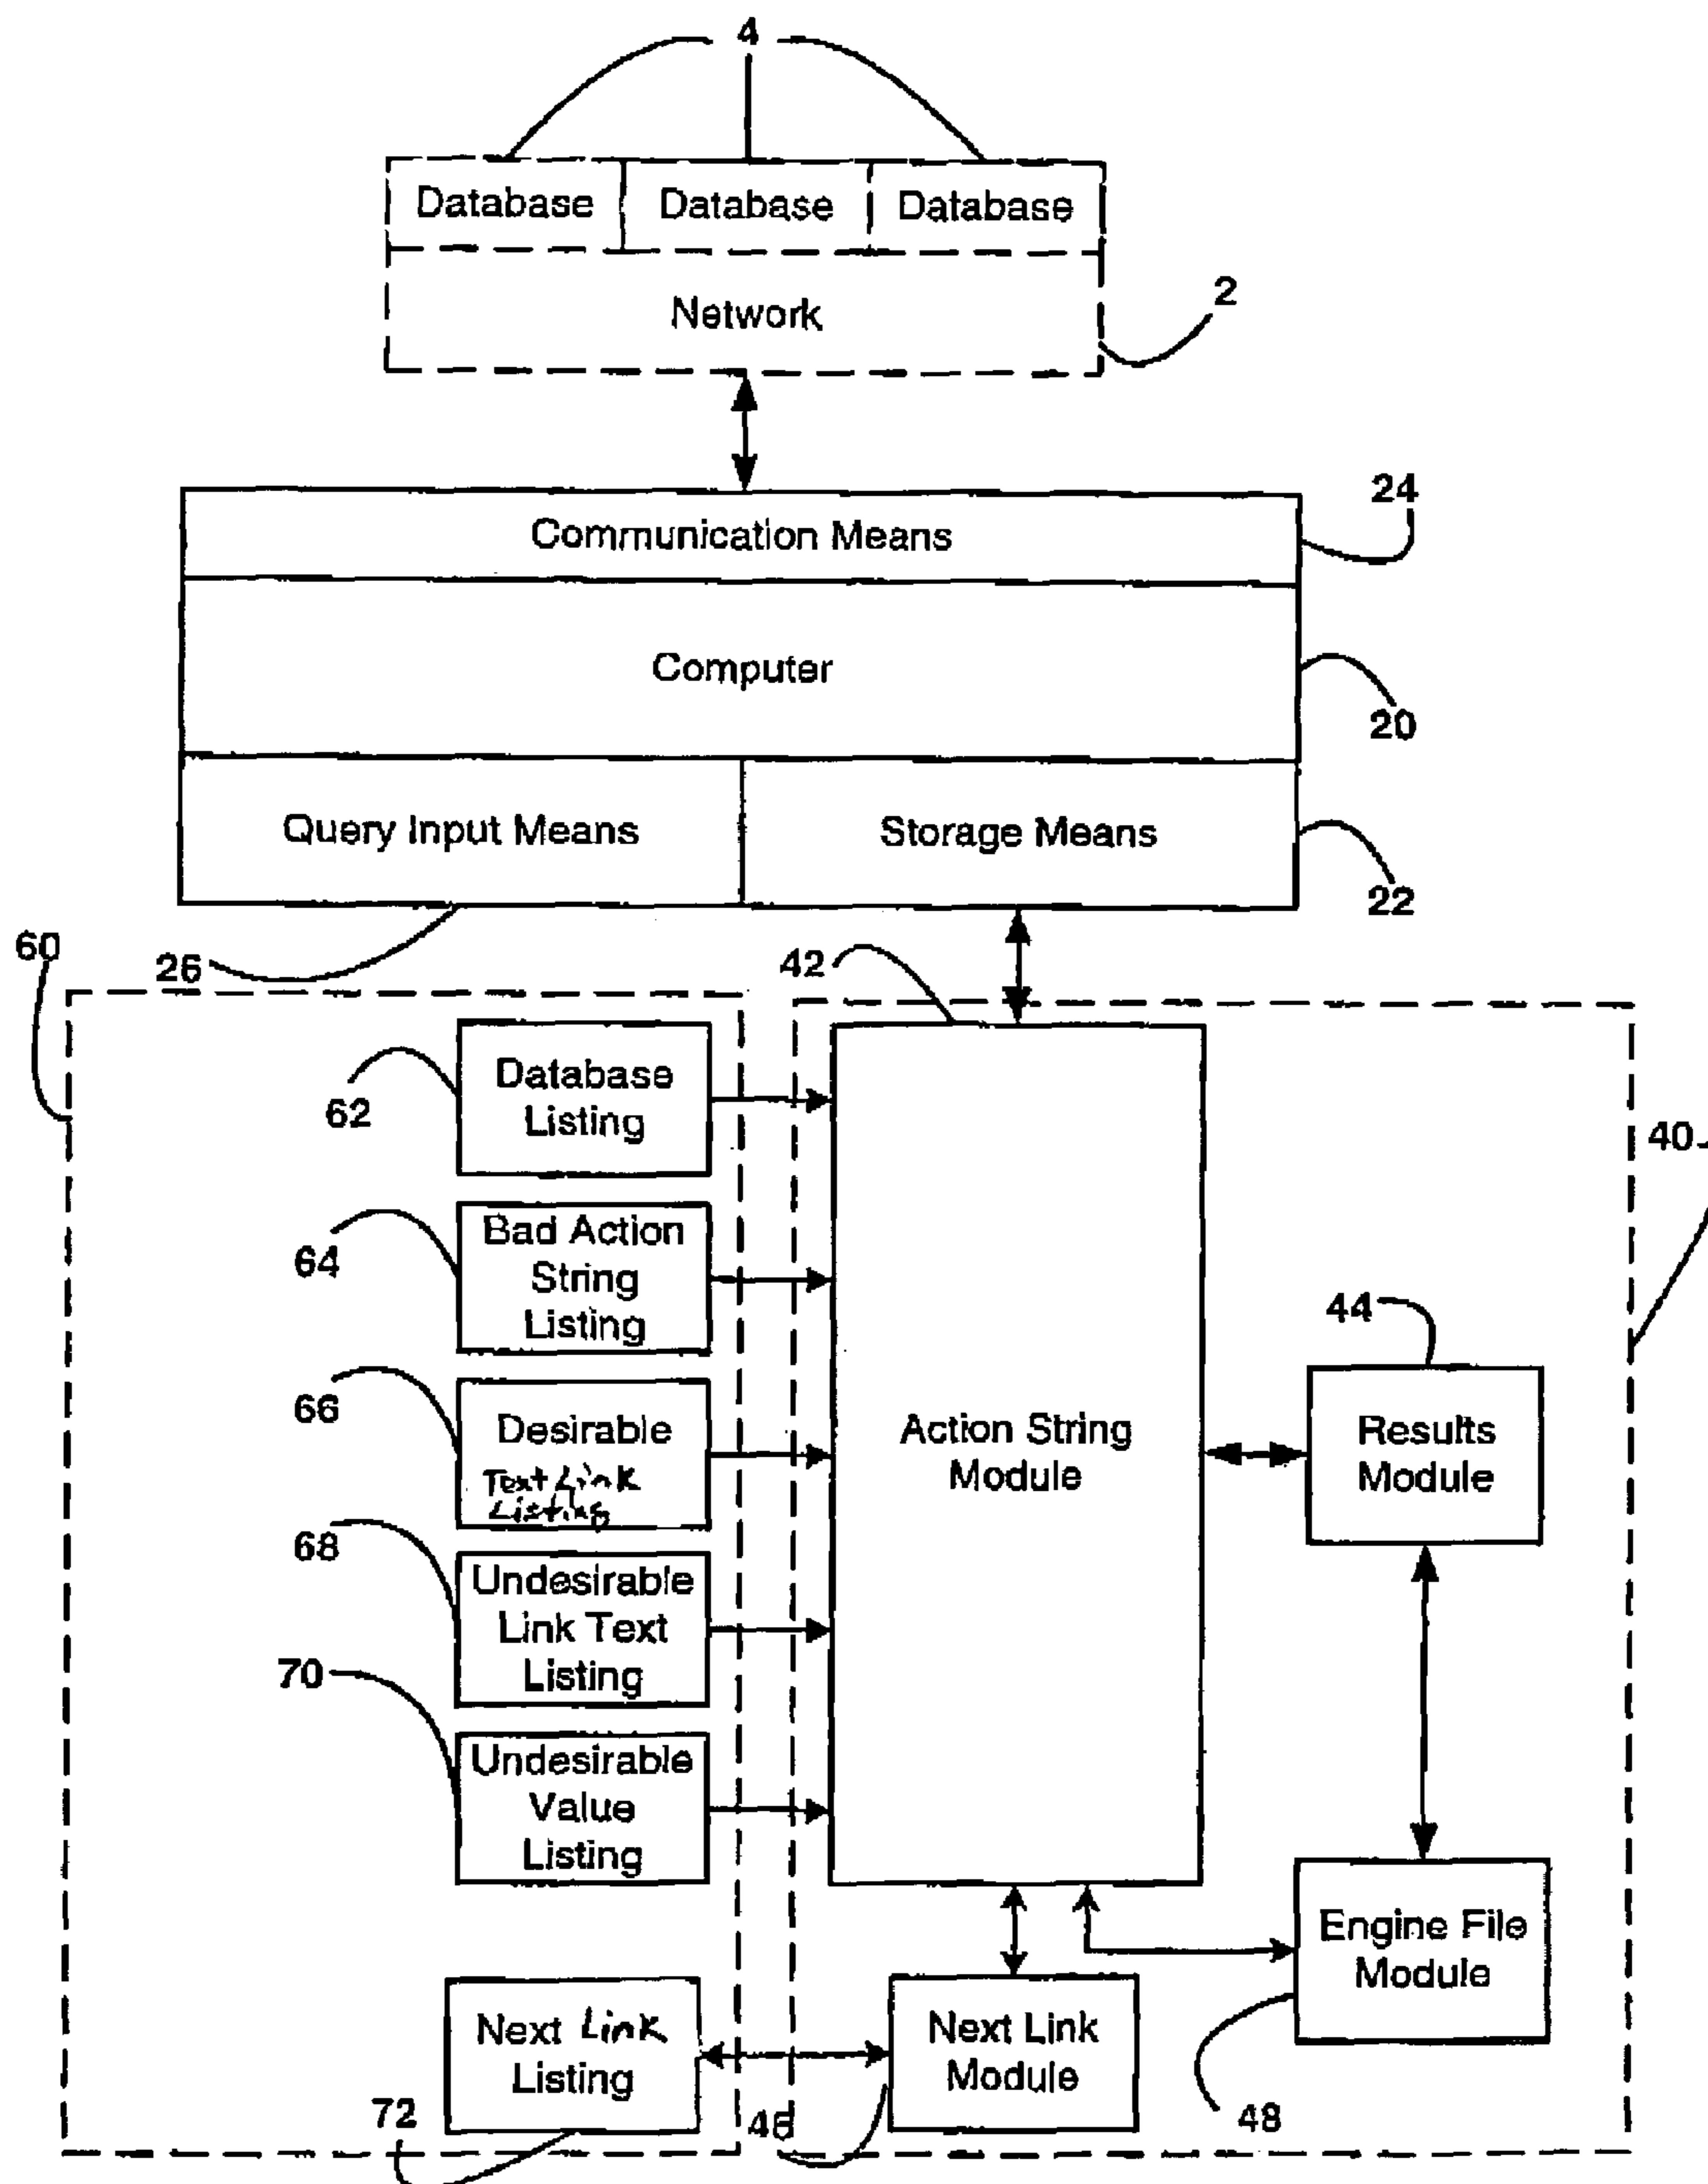 4
Database Database Database
Network
2
24
Communication Means
Computer
20
Query Input Means
Storage Means
22
60
26
42
Database
Listing
62
40
Bad Action
String
Listing
64
44
66
Desirable
Text Link
Listing
Action String
Module
Results
Module
68
Undesirable
Link Text
Listing
70
Undesirable
Value
Listing
Engine File
Module
Next Link
Listing
Next Link
Module
72
46
48